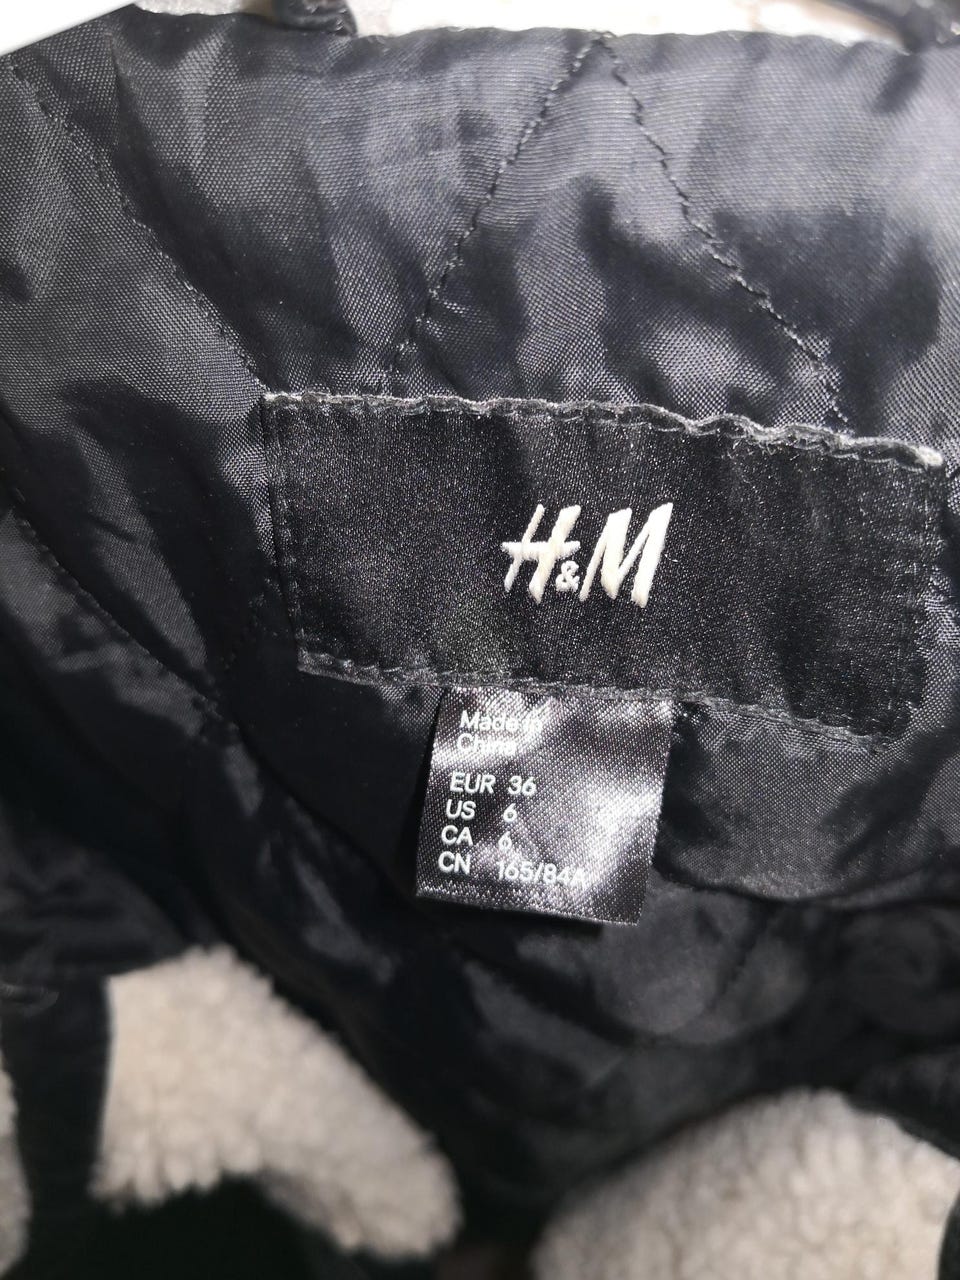 H&M
Made in
China
EUR 36
US 6
CA 6
CN 165/84A